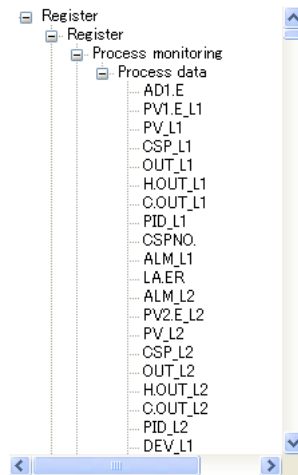 Register
Register
Process monitoring
Process data
AD1.E
PV1.E_L1
PV_L1
CSP_L1
OUT_L1
H.OUT_L1
C.OUT_L1
PID_L1
CSPNO.
ALM_L1
LA.ER
ALM_L2
PV2.E_L2
PV_L2
CSP_L2
OUT_L2
H.OUT_L2
C.OUT_L2
PID_L2
DEV_L1